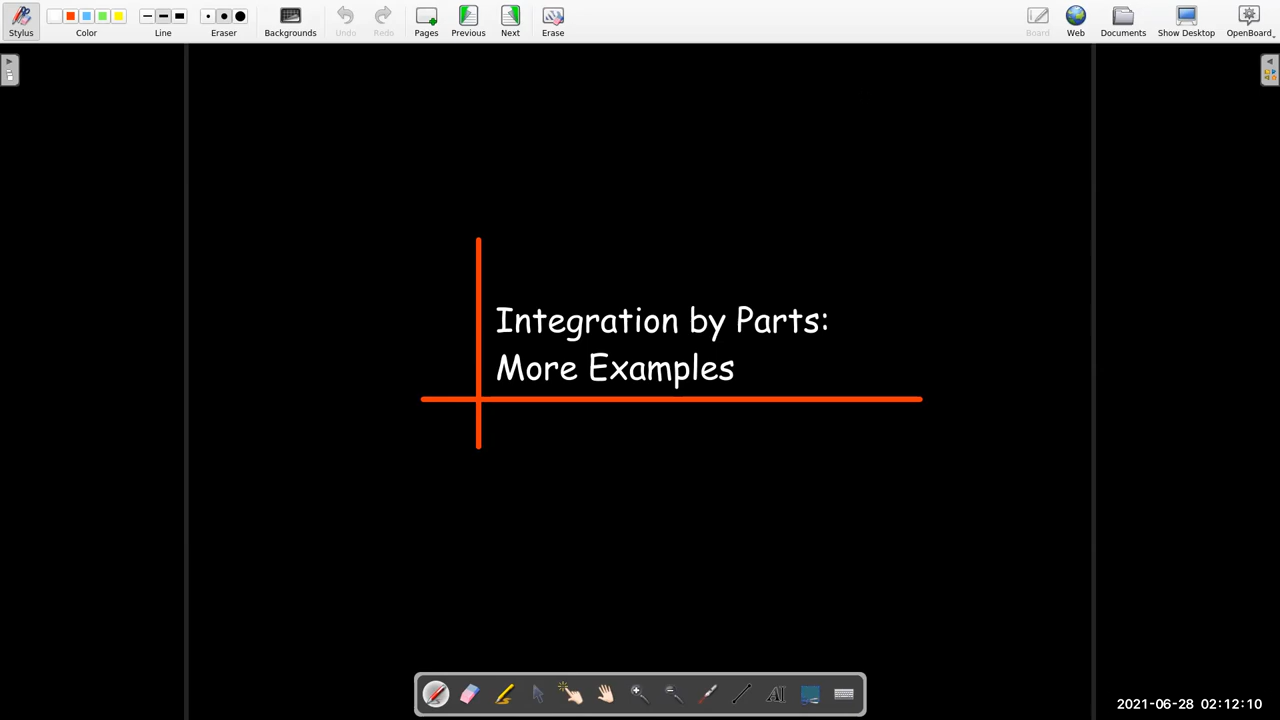 Stylus
Color
Line
Eraser
Backgrounds
Undo
Redo
Pages
Previous
Next
Erase
Board
Web
Documents
Show Desktop
OpenBoard
Integration by Parts:
More Examples
AI
2021-06-28 02:12:10